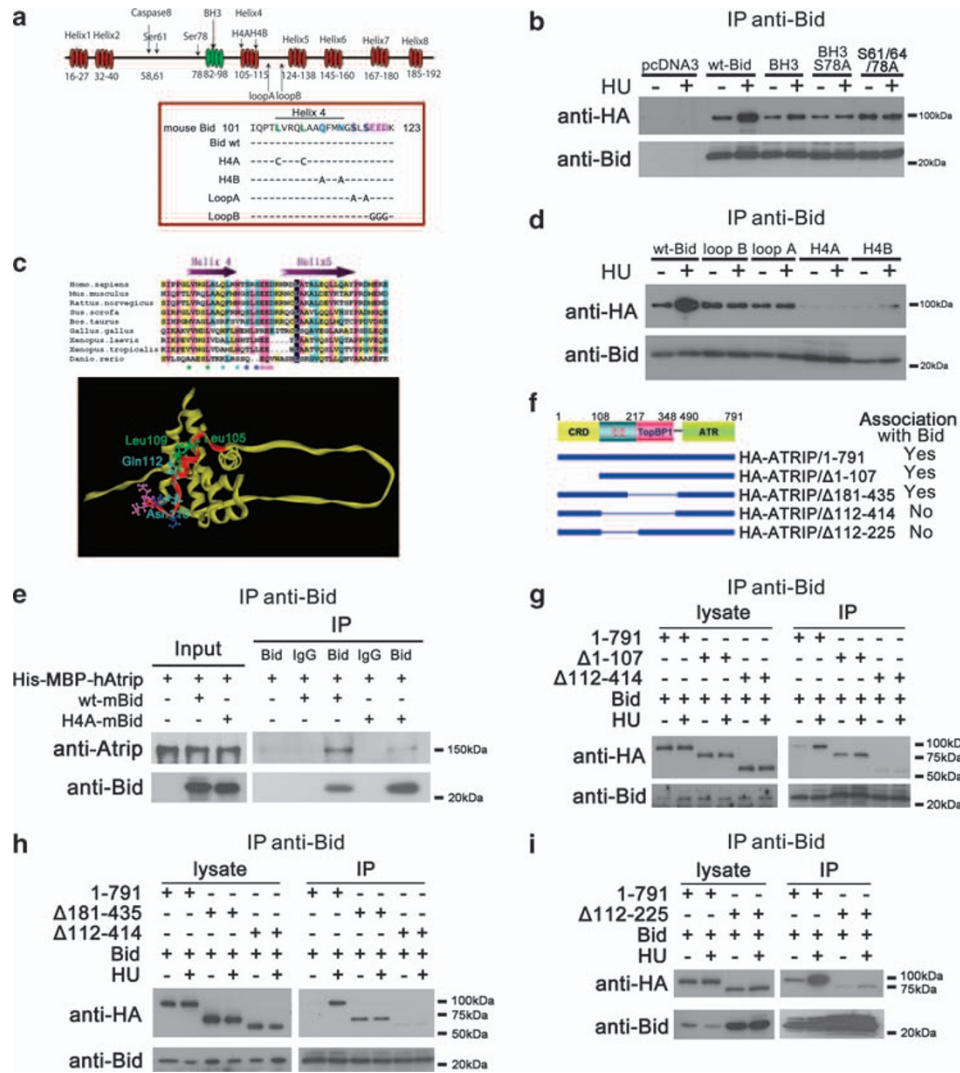 a
Caspase8
BH3
Helix4
Helix1 Helix2
Ser61
Ser78
H4AH4B
Helix5 Helix6
Helix7
Helix8
16-27 32-40 58,61 78 82-98 105-115 124-138 145-160 167-180 185-192
loopA loopB
Helix 4
mouse Bid 101 IQPTLVRQLAAQFMNGSLSEEDK 123
Bid wt -----------------------
H4A ----C---C--------------
H4B -----------A--A--------
LoopA ----------------A-A----
LoopB -------------------GGG-
b
IP anti-Bid
pcDNA3 wt-Bid BH3 BH3 S78A S61/64 /78A
HU - + - + - + - + - +
anti-HA 100kDa
anti-Bid 20kDa
c
Helix 4 Helix5
Homo.sapiens
Mus.musculus
Rattus.norvegicus
Sus.scrofa
Bos.taurus
Gallus.gallus
Xenopus.laevis
Xenopus.tropicalis
Danio.rerio
Leu109 Leu105
Gln112
d
IP anti-Bid
wt-Bid loop B loop A H4A H4B
HU - + - + - + - + - +
anti-HA 100kDa
anti-Bid 20kDa
f
1 108 217 348 490 791
CRD TopBP1 ATR
Association with Bid
HA-ATRIP/1-791 Yes
HA-ATRIP/Δ1-107 Yes
HA-ATRIP/Δ181-435 Yes
HA-ATRIP/Δ112-414 No
HA-ATRIP/Δ112-225 No
e
IP anti-Bid
Input IP
Bid IgG Bid IgG Bid
His-MBP-hAtrip + + + + + + + +
wt-mBid - + - - + + - -
H4A-mBid - - + - - - + +
anti-Atrip 150kDa
anti-Bid 20kDa
g
IP anti-Bid
lysate IP
1-791 + + - - - - + + - - - -
Δ1-107 - - + + - - - - + + - -
Δ112-414 - - - - + + - - - - + +
Bid + + + + + + + + + + + +
HU - + - + - + - + - + - +
anti-HA 100kDa
75kDa
50kDa
anti-Bid 20kDa
h
IP anti-Bid
lysate IP
1-791 + + - - - - + + - - - -
Δ181-435 - - + + - - - - + + - -
Δ112-414 - - - - + + - - - - + +
Bid + + + + + + + + + + + +
HU - + - + - + - + - + - +
anti-HA 100kDa
75kDa
50kDa
anti-Bid 20kDa
i
IP anti-Bid
lysate IP
1-791 + + - - + + - -
Δ112-225 - - + + - - + +
Bid + + + + + + + +
HU - + - + - + - +
anti-HA 100kDa
75kDa
anti-Bid 20kDa